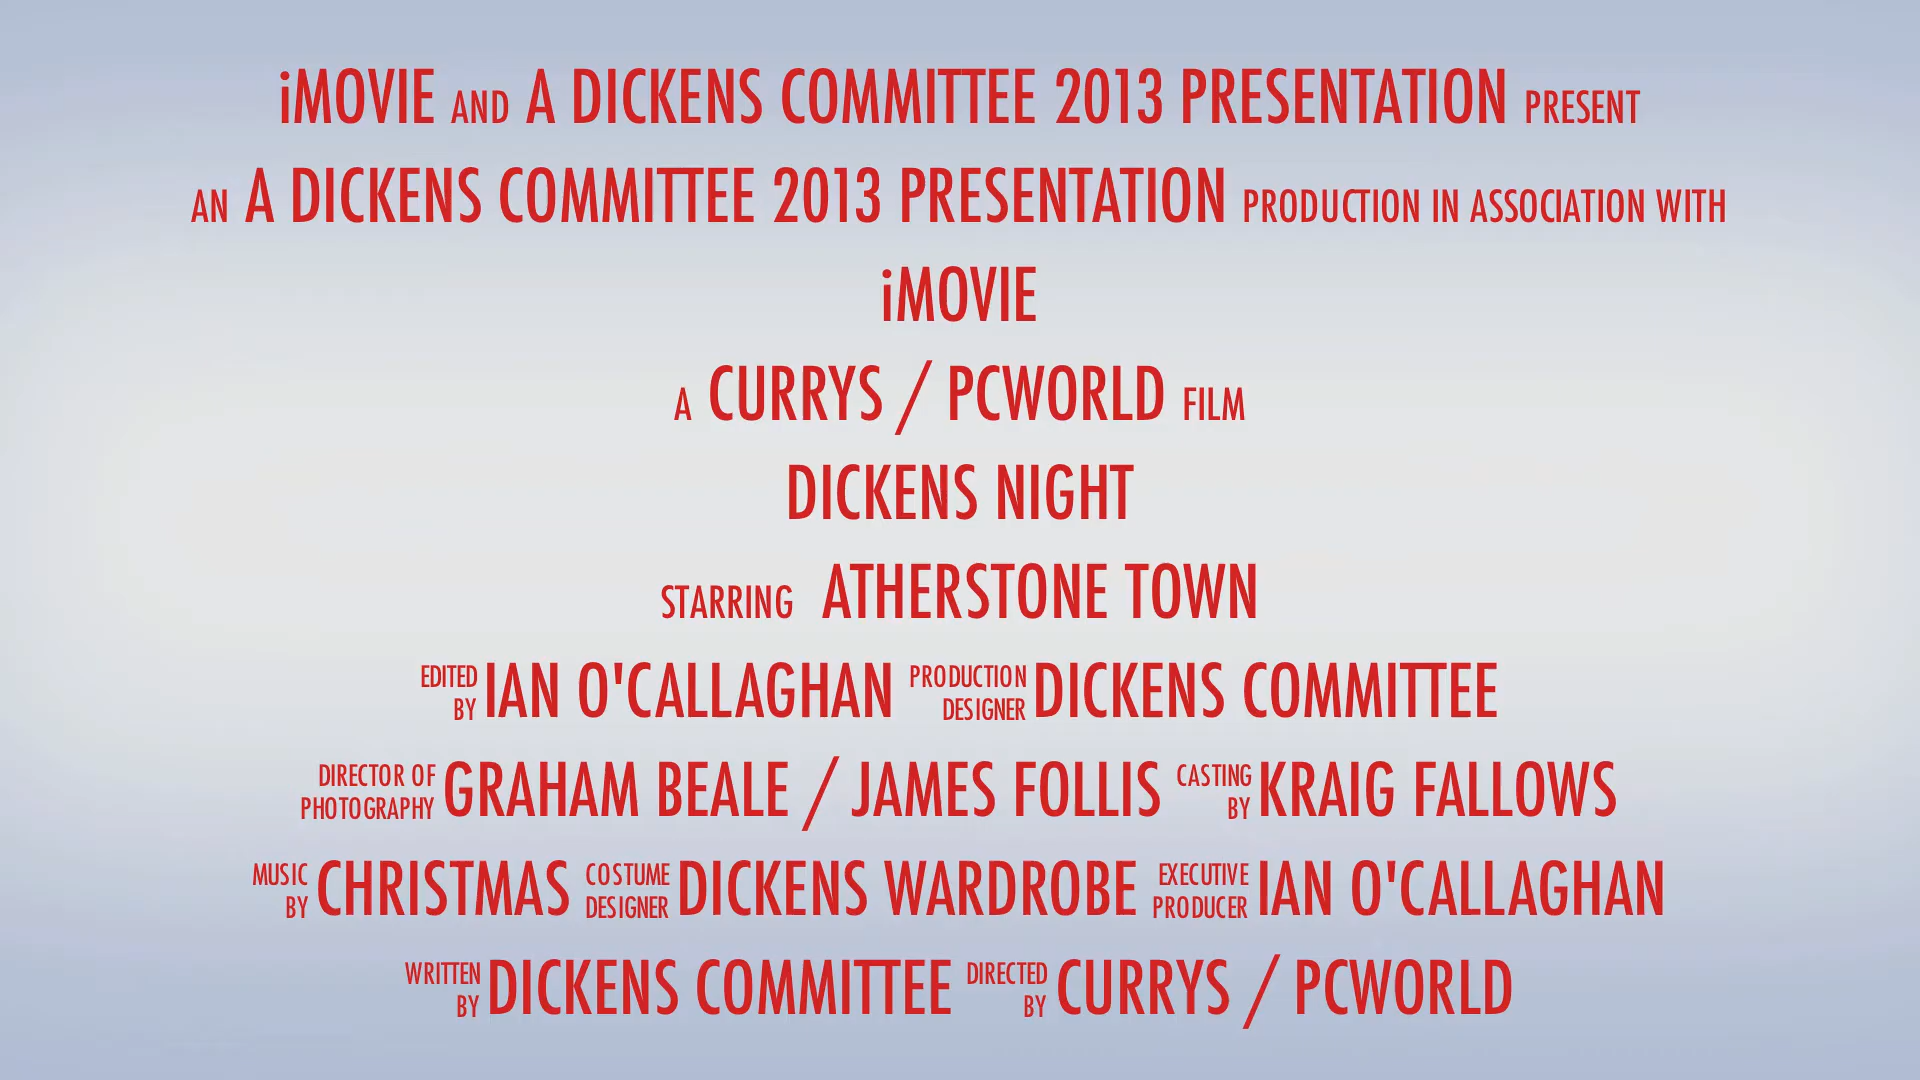 iMOVIE AND A DICKENS COMMITTEE 2013 PRESENTATION PRESENT
AN A DICKENS COMMITTEE 2013 PRESENTATION PRODUCTION IN ASSOCIATION WITH
iMOVIE
A CURRYS / PCWORLD FILM
DICKENS NIGHT
STARRING ATHERSTONE TOWN
EDITED BY IAN O'CALLAGHAN PRODUCTION DESIGNER DICKENS COMMITTEE
DIRECTOR OF PHOTOGRAPHY GRAHAM BEALE / JAMES FOLLIS CASTING BY KRAIG FALLOWS
MUSIC BY CHRISTMAS COSTUME DESIGNER DICKENS WARDROBE EXECUTIVE PRODUCER IAN O'CALLAGHAN
WRITTEN BY DICKENS COMMITTEE DIRECTED BY CURRYS / PCWORLD